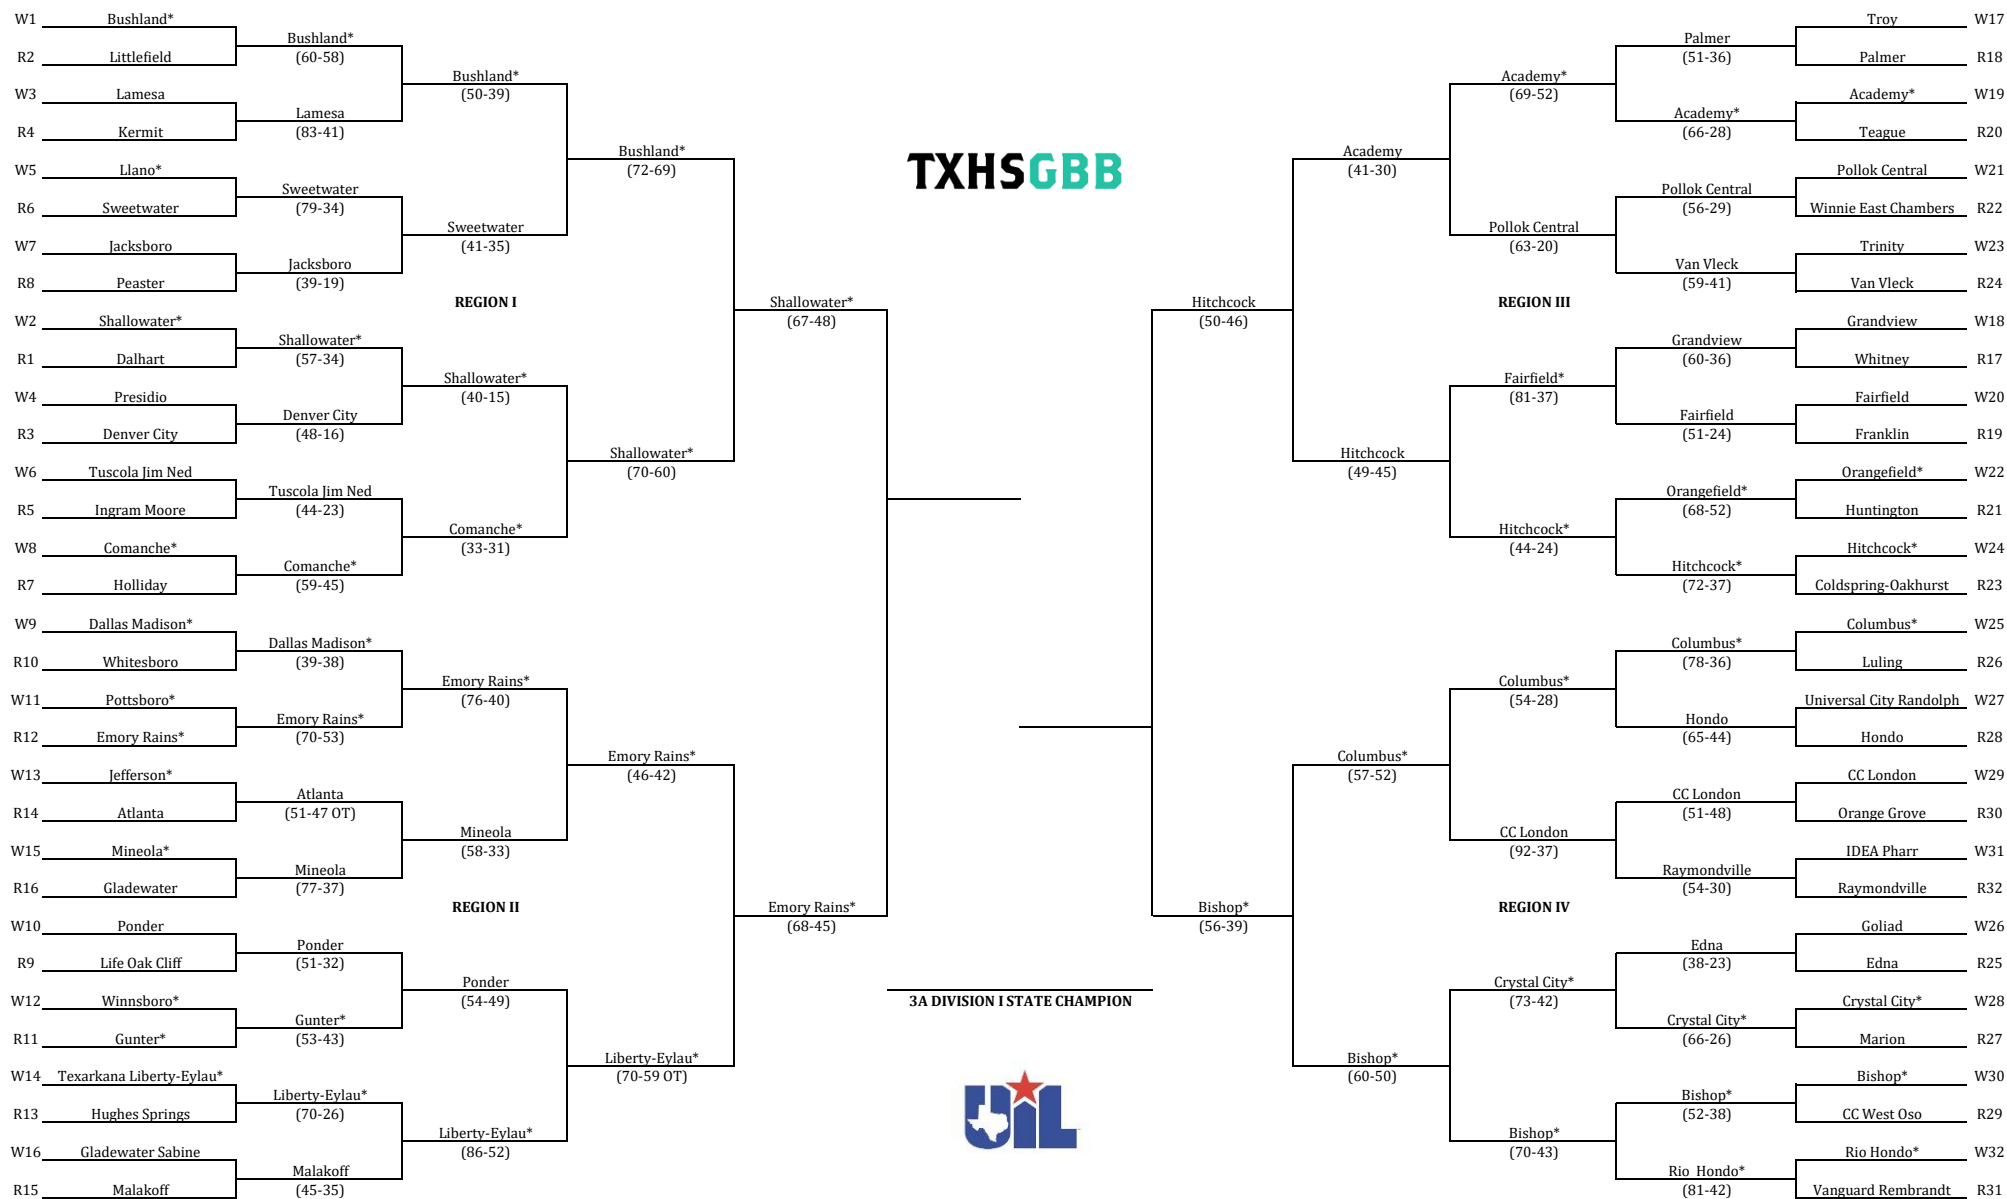 W1 Bushland*
R2 Littlefield
Bushland*
(60-58)
W3 Lamesa
R4 Kermit
Lamesa
(83-41)
Bushland*
(50-39)
W5 Llano*
R6 Sweetwater
Sweetwater
(79-34)
W7 Jacksboro
R8 Peaster
Jacksboro
(39-19)
Sweetwater
(41-35)
Bushland*
(72-69)
REGION I
W2 Shallowater*
R1 Dalhart
Shallowater*
(57-34)
W4 Presidio
R3 Denver City
Denver City
(48-16)
Shallowater*
(40-15)
W6 Tuscola Jim Ned
R5 Ingram Moore
Tuscola Jim Ned
(44-23)
W8 Comanche*
R7 Holliday
Comanche*
(59-45)
Comanche*
(33-31)
Shallowater*
(70-60)
Shallowater*
(67-48)
W9 Dallas Madison*
R10 Whitesboro
Dallas Madison*
(39-38)
W11 Pottsboro*
R12 Emory Rains*
Emory Rains*
(70-53)
Emory Rains*
(76-40)
W13 Jefferson*
R14 Atlanta
Atlanta
(51-47 OT)
W15 Mineola*
R16 Gladewater
Mineola
(77-37)
Mineola
(58-33)
Emory Rains*
(46-42)
REGION II
W10 Ponder
R9 Life Oak Cliff
Ponder
(51-32)
W12 Winnsboro*
R11 Gunter*
Gunter*
(53-43)
Ponder
(54-49)
W14 Texarkana Liberty-Eylau*
R13 Hughes Springs
Liberty-Eylau*
(70-26)
W16 Gladewater Sabine
R15 Malakoff
Malakoff
(45-35)
Liberty-Eylau*
(86-52)
Liberty-Eylau*
(70-59 OT)
Emory Rains*
(68-45)
TXHSGBB
3A DIVISION I STATE CHAMPION
UIL
Troy W17
Palmer R18
Palmer
(51-36)
Academy* W19
Teague R20
Academy*
(66-28)
Academy*
(69-52)
Pollok Central W21
Winnie East Chambers R22
Pollok Central
(56-29)
Trinity W23
Van Vleck R24
Van Vleck
(59-41)
Pollok Central
(63-20)
Academy
(41-30)
REGION III
Grandview W18
Whitney R17
Grandview
(60-36)
Fairfield W20
Franklin R19
Fairfield
(51-24)
Fairfield*
(81-37)
Orangefield* W22
Huntington R21
Orangefield*
(68-52)
Hitchcock* W24
Coldspring-Oakhurst R23
Hitchcock*
(72-37)
Hitchcock*
(44-24)
Hitchcock
(49-45)
Hitchcock
(50-46)
Columbus* W25
Luling R26
Columbus*
(78-36)
Universal City Randolph W27
Hondo R28
Hondo
(65-44)
Columbus*
(54-28)
CC London W29
Orange Grove R30
CC London
(51-48)
IDEA Pharr W31
Raymondville R32
Raymondville
(54-30)
CC London
(92-37)
Columbus*
(57-52)
REGION IV
Goliad W26
Edna R25
Edna
(38-23)
Crystal City* W28
Marion R27
Crystal City*
(66-26)
Crystal City*
(73-42)
Bishop* W30
CC West Oso R29
Bishop*
(52-38)
Rio Hondo* W32
Vanguard Rembrandt R31
Rio Hondo*
(81-42)
Bishop*
(70-43)
Bishop*
(60-50)
Bishop*
(56-39)